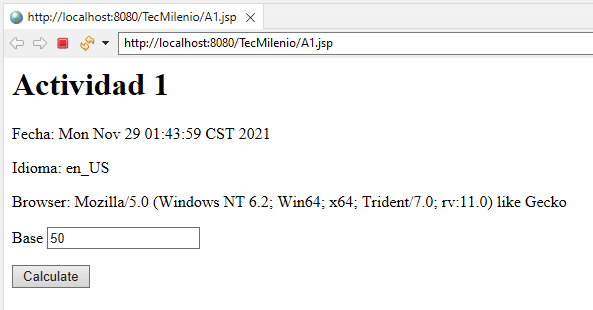 http://localhost:8080/TecMilenio/A1.jsp
http://localhost:8080/TecMilenio/A1.jsp
Actividad 1
Fecha: Mon Nov 29 01:43:59 CST 2021
Idioma: en_US
Browser: Mozilla/5.0 (Windows NT 6.2; Win64; x64; Trident/7.0; rv:11.0) like Gecko
Base 50
Calculate